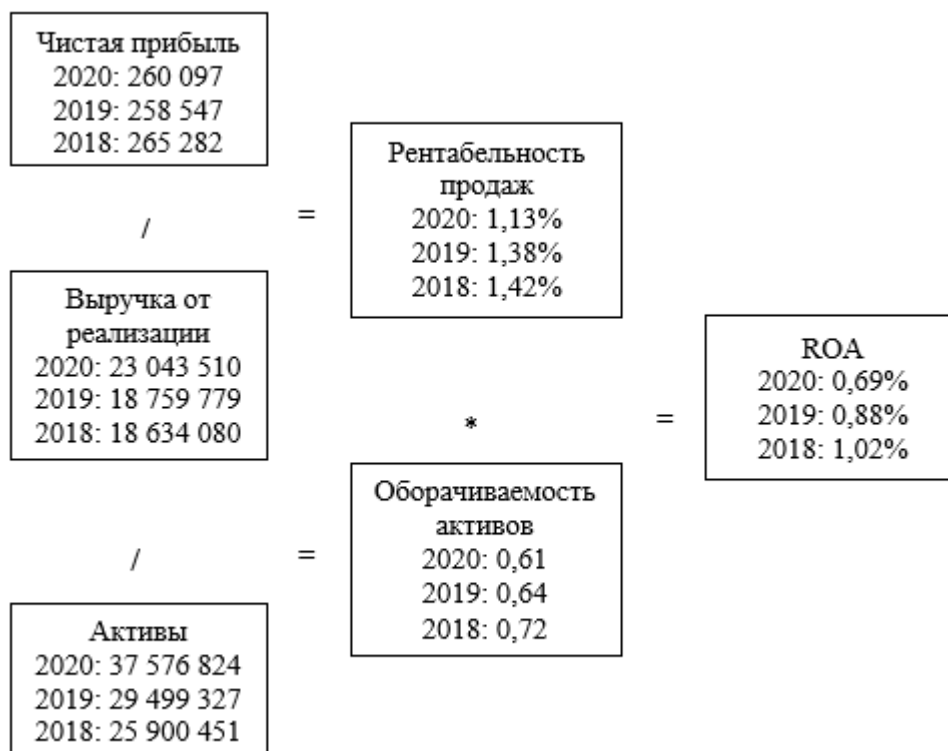 Чистая прибыль
2020: 260 097
2019: 258 547
2018: 265 282
/
=
Выручка от
реализации
2020: 23 043 510
2019: 18 759 779
2018: 18 634 080
/
=
Активы
2020: 37 576 824
2019: 29 499 327
2018: 25 900 451
Рентабельность
продаж
2020: 1,13%
2019: 1,38%
2018: 1,42%
*
=
Оборачиваемость
активов
2020: 0,61
2019: 0,64
2018: 0,72
ROA
2020: 0,69%
2019: 0,88%
2018: 1,02%